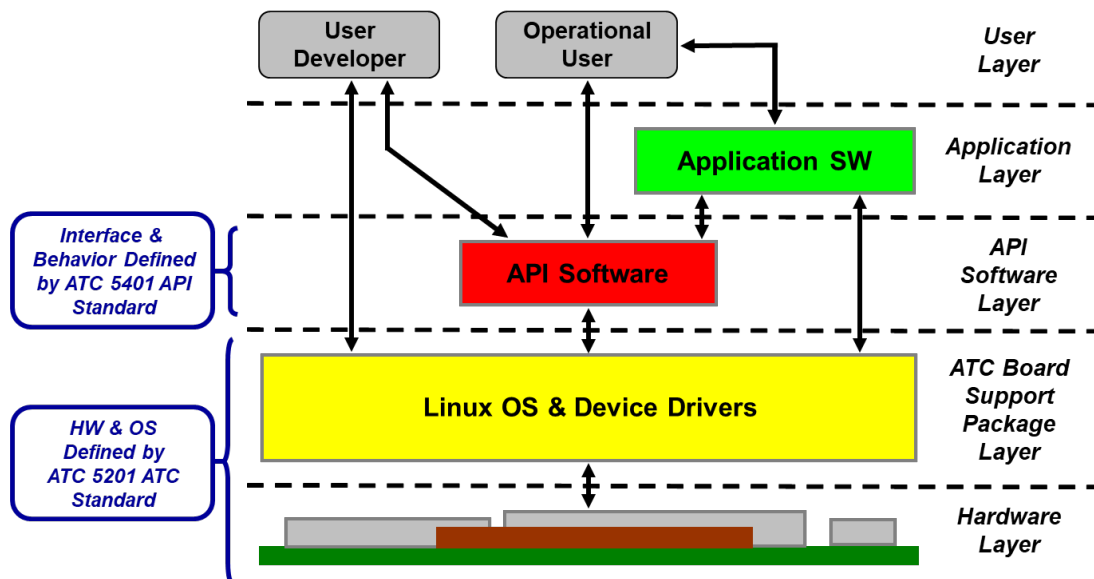 User
Developer
Operational
User
User
Layer
Application SW
Application
Layer
Interface &
Behavior Defined
by ATC 5401 API
Standard
API Software
API
Software
Layer
HW & OS
Defined by
ATC 5201 ATC
Standard
Linux OS & Device Drivers
ATC Board
Support
Package
Layer
Hardware
Layer